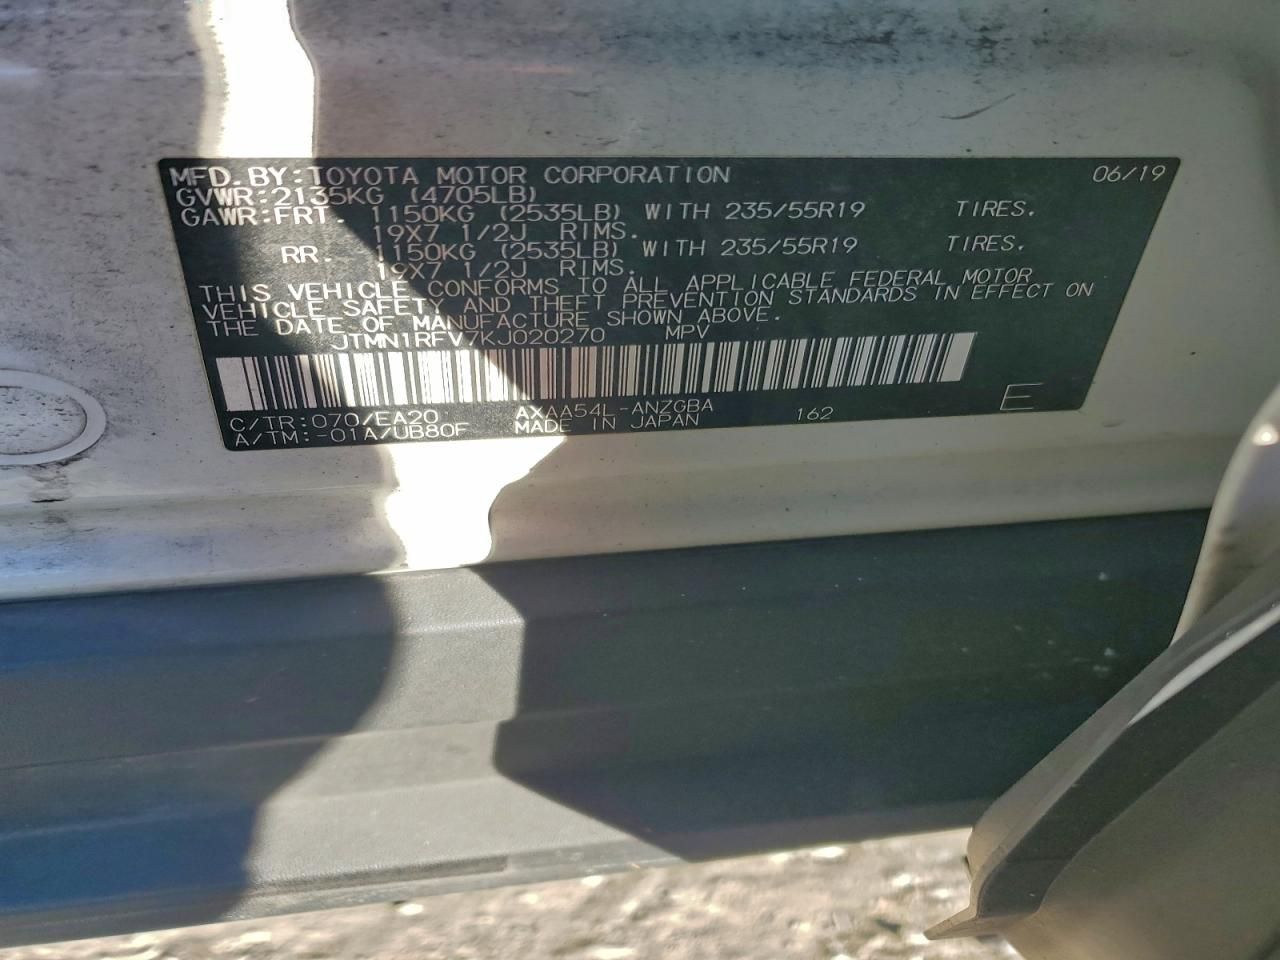 MFD. BY: TOYOTA MOTOR CORPORATION 06/19
GVWR: 2135KG (4705LB)
GAWR: FRT. 1150KG (2535LB) WITH 235/55R19 TIRES.
19X7 1/2J RIMS.
RR. 1150KG (2535LB) WITH 235/55R19 TIRES.
19X7 1/2J RIMS.
THIS VEHICLE CONFORMS TO ALL APPLICABLE FEDERAL MOTOR
VEHICLE SAFETY AND THEFT PREVENTION STANDARDS IN EFFECT ON
THE DATE OF MANUFACTURE SHOWN ABOVE.
JTMN1RFV7KJ020270 MPV
C/TR: 070/EA20 AXAA54L-ANZGBA 162 E
A/TM: -01A/UB80F MADE IN JAPAN